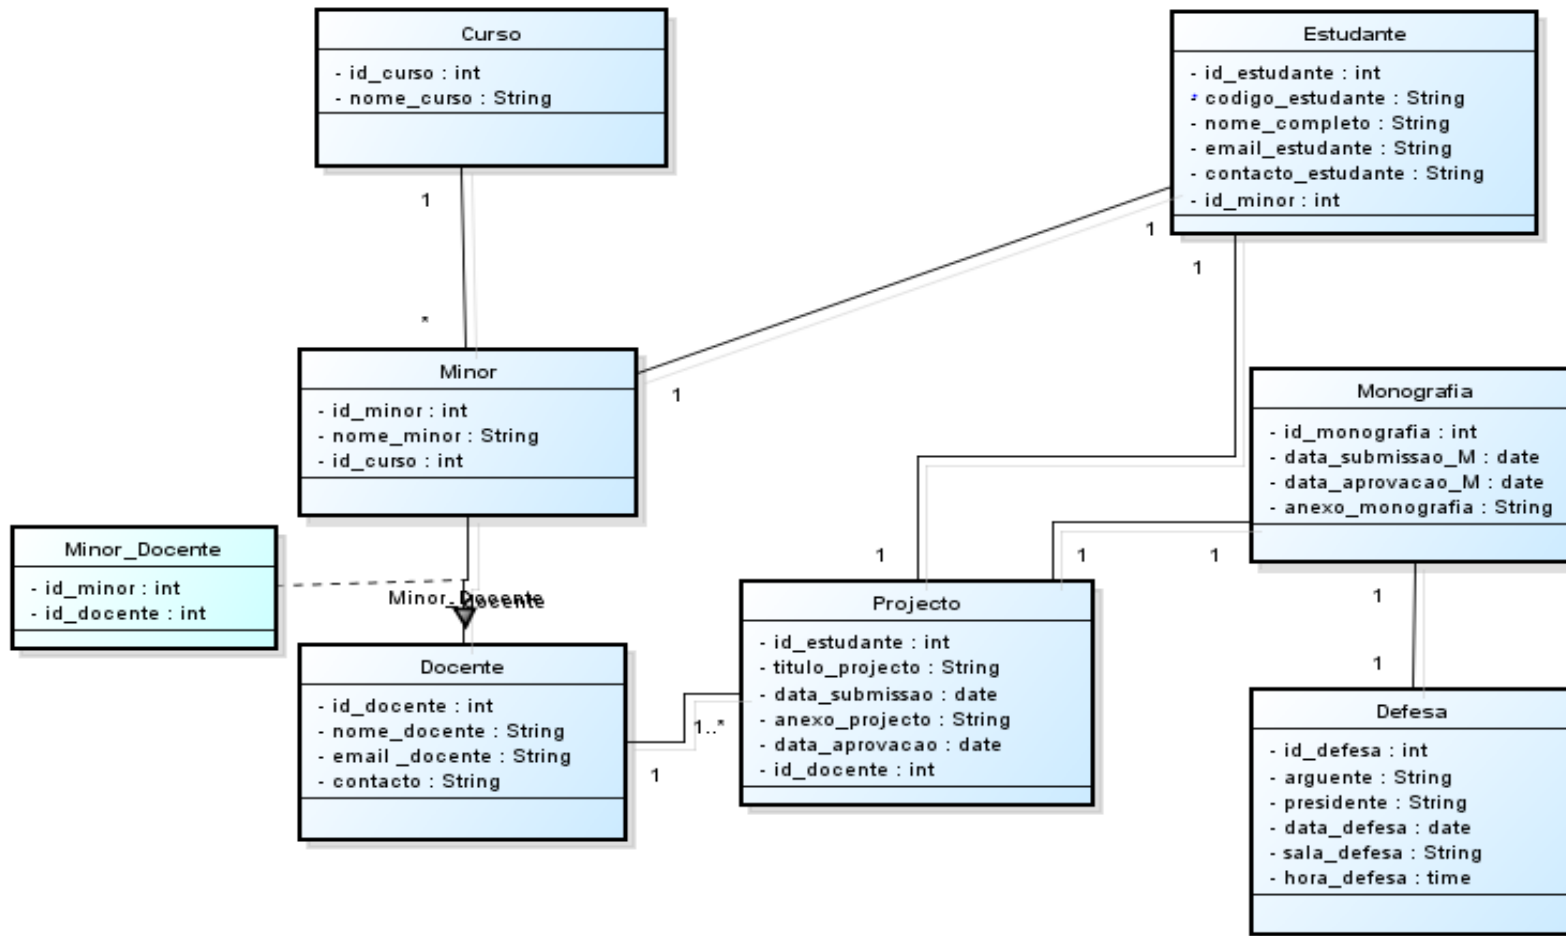 Curso
- id_curso : int
- nome_curso : String
1
*
Estudante
- id_estudante : int
- codigo_estudante : String
- nome_completo : String
- email_estudante : String
- contacto_estudante : String
- id_minor : int
1
1
Minor
- id_minor : int
- nome_minor : String
- id_curso : int
1
Monografia
- id_monografia : int
- data_submissao_M : date
- data_aprovacao_M : date
- anexo_monografia : String
Minor_Docente
- id_minor : int
- id_docente : int
Minor_Docente
1
1
1
1
1
Projecto
- id_estudante : int
- titulo_projecto : String
- data_submissao : date
- anexo_projecto : String
- data_aprovacao : date
- id_docente : int
Docente
- id_docente : int
- nome_docente : String
- email _docente : String
- contacto : String
1..*
1
Defesa
- id_defesa : int
- arguente : String
- presidente : String
- data_defesa : date
- sala_defesa : String
- hora_defesa : time